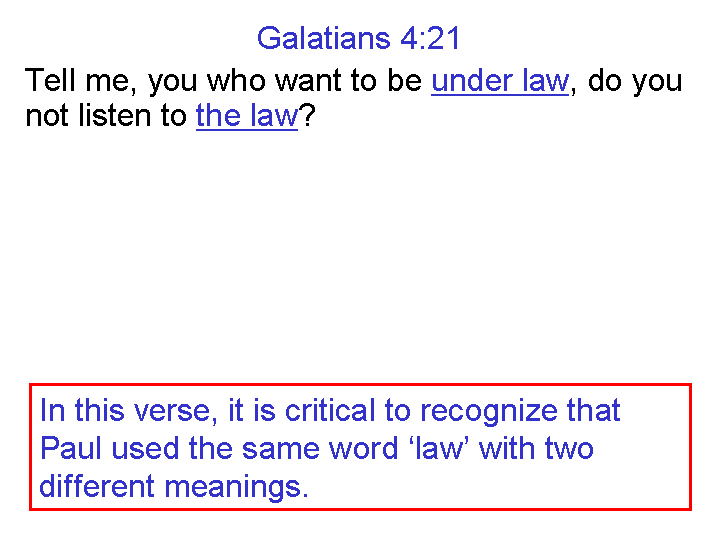 Galatians 4:21
Tell me, you who want to be under law, do you
not listen to the law?
In this verse, it is critical to recognize that
Paul used the same word ‘law’ with two
different meanings.